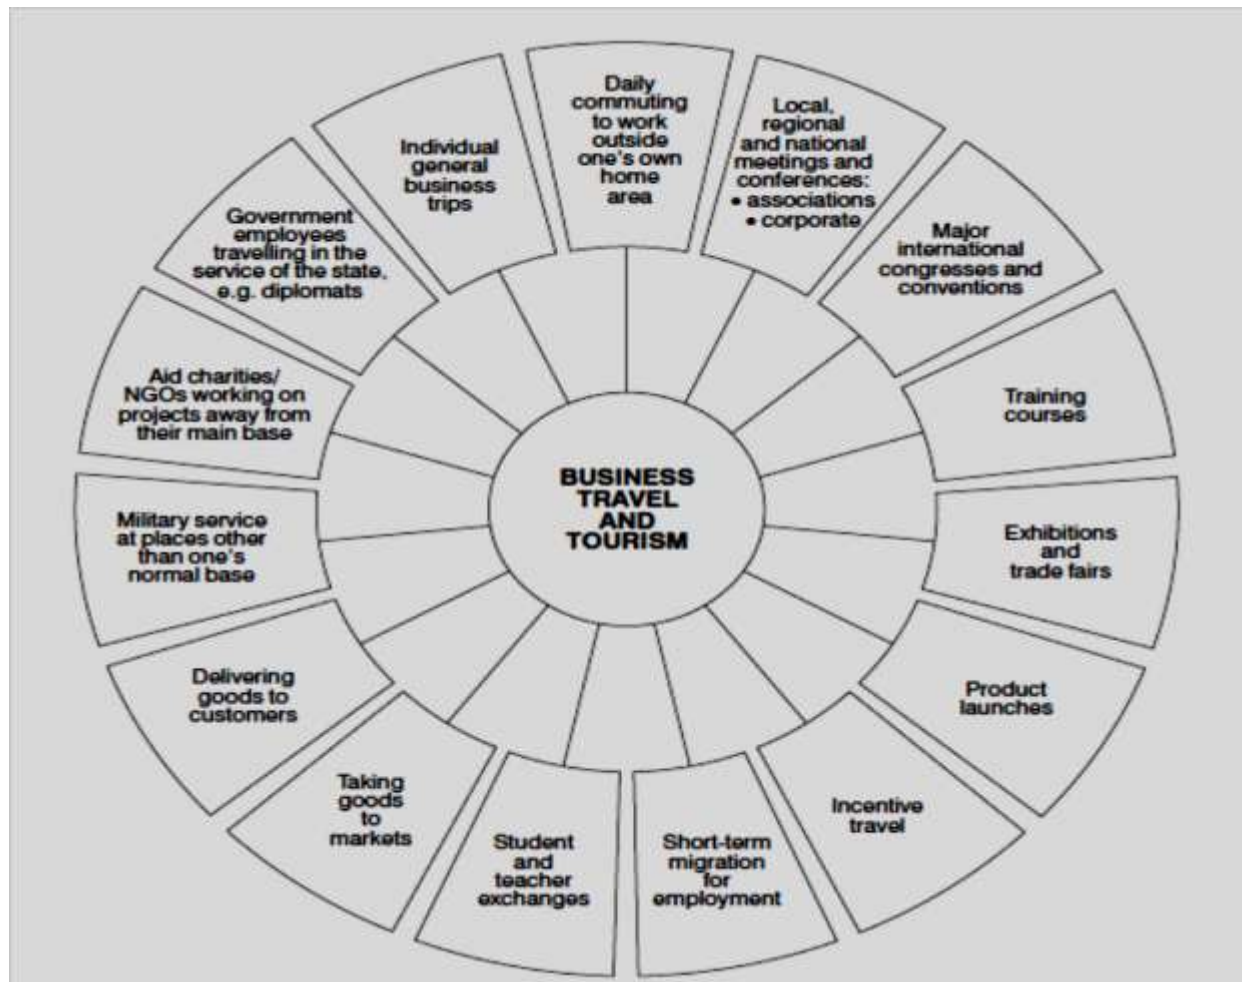 BUSINESS
TRAVEL
AND
TOURISM
Daily
commuting
to work
outside
one's own
home
area
Local,
regional
and national
meetings and
conferences:
• associations
• corporate
Major
international
congresses and
conventions
Training
courses
Exhibitions
and
trade fairs
Product
launches
Incentive
travel
Short-term
migration
for
employment
Student
and
teacher
exchanges
Taking
goods
to
markets
Delivering
goods to
customers
Military service
at places other
than one's
normal base
Aid charities/
NGOs working on
projects away from
their main base
Government
employees
travelling in the
service of the state,
e.g. diplomats
Individual
general
business
trips